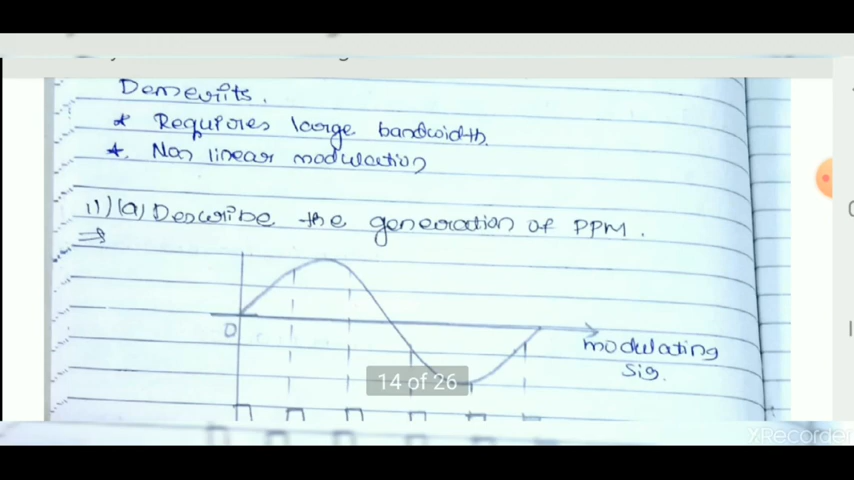 Demerits.
* Requires large bandwidth.
* Non linear modulation
11) (a) Describe the generation of PPM.
⇒
0
modulating
sig.
14 of 26
XRecorder